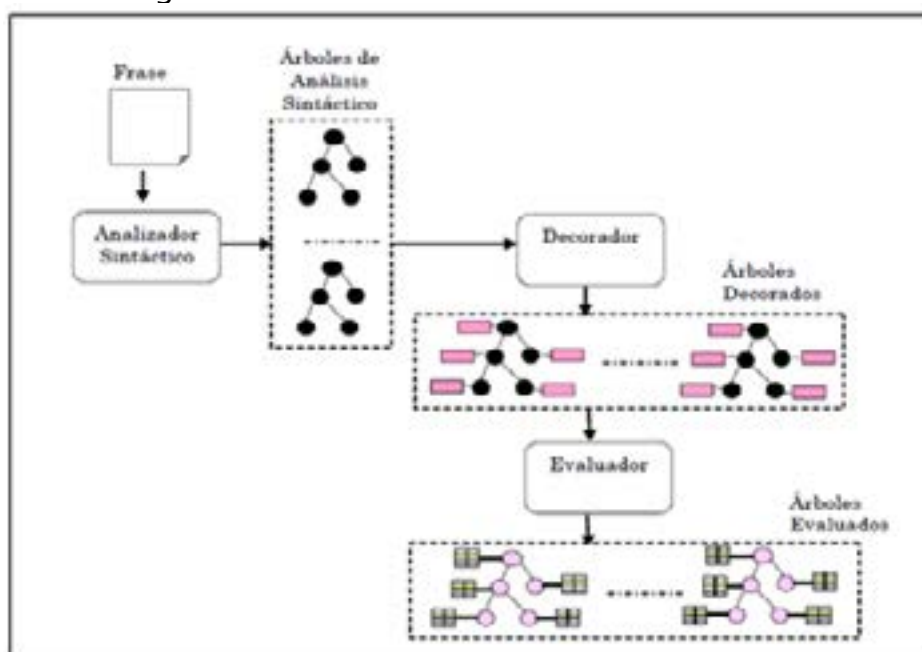 Frase
Árboles de
Análisis
Sintáctico
Analizador
Sintáctico
Decorador
Árboles
Decorados
Evaluador
Árboles
Evaluados